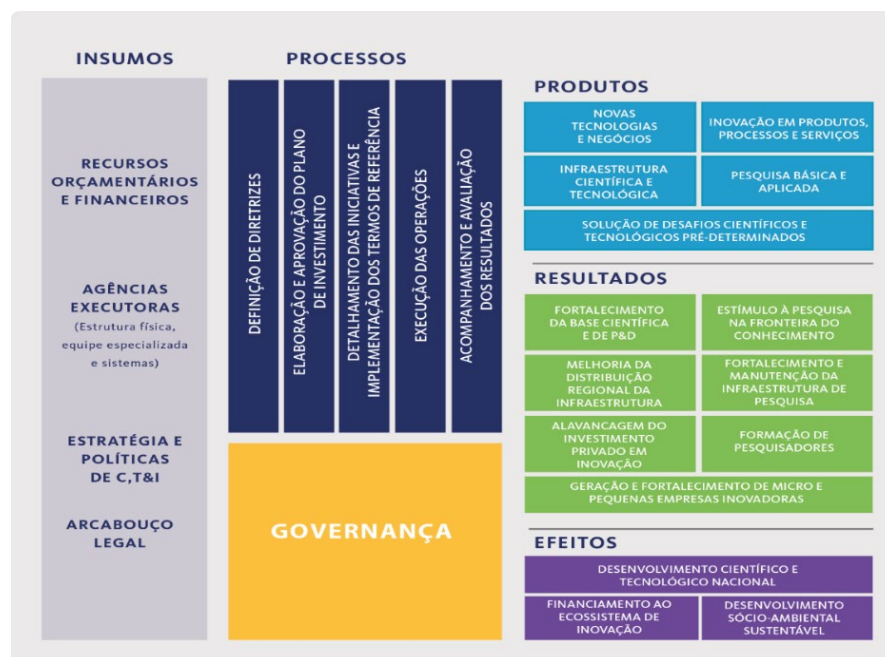 INSUMOS
RECURSOS
ORÇAMENTÁRIOS
E FINANCEIROS
AGÊNCIAS
EXECUTORAS
(Estrutura física,
equipe especializada
e sistemas)
ESTRATÉGIA E
POLÍTICAS
DE C,T&I
ARCABOUÇO
LEGAL
PROCESSOS
DEFINIÇÃO DE DIRETRIZES
ELABORAÇÃO E APROVAÇÃO DO PLANO
DE INVESTIMENTO
DETALHAMENTO DAS INICIATIVAS E
IMPLEMENTAÇÃO DOS TERMOS DE REFERÊNCIA
EXECUÇÃO DAS OPERAÇÕES
ACOMPANHAMENTO E AVALIAÇÃO
DOS RESULTADOS
GOVERNANÇA
PRODUTOS
NOVAS
TECNOLOGIAS
E NEGÓCIOS
INOVAÇÃO EM PRODUTOS,
PROCESSOS E SERVIÇOS
INFRAESTRUTURA
CIENTÍFICA E
TECNOLÓGICA
PESQUISA BÁSICA E
APLICADA
SOLUÇÃO DE DESAFIOS CIENTÍFICOS E
TECNOLÓGICOS PRÉ-DETERMINADOS
RESULTADOS
FORTALECIMENTO
DA BASE CIENTÍFICA
E DE P&D
ESTÍMULO À PESQUISA
NA FRONTEIRA DO
CONHECIMENTO
MELHORIA DA
DISTRIBUIÇÃO
REGIONAL DA
INFRAESTRUTURA
FORTALECIMENTO E
MANUTENÇÃO DA
INFRAESTRUTURA DE
PESQUISA
ALAVANCAGEM DO
INVESTIMENTO
PRIVADO EM
INOVAÇÃO
FORMAÇÃO DE
PESQUISADORES
GERAÇÃO E FORTALECIMENTO DE MICRO E
PEQUENAS EMPRESAS INOVADORAS
EFEITOS
DESENVOLVIMENTO CIENTÍFICO E
TECNOLÓGICO NACIONAL
FINANCIAMENTO AO
ECOSSISTEMA DE
INOVAÇÃO
DESENVOLVIMENTO
SÓCIO-AMBIENTAL
SUSTENTÁVEL